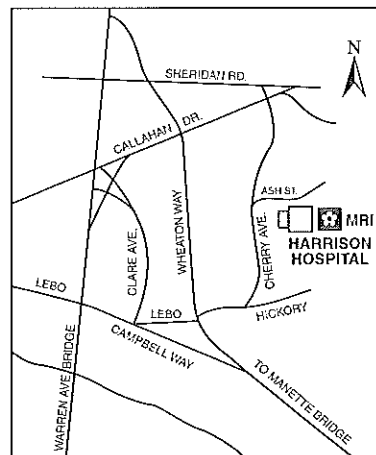 N
SHERIDAN RD.
CALLAHAN DR.
ASH ST.
MRI
HARRISON
HOSPITAL
CLARE AVE.
WHEATON WAY
CHERRY AVE.
LEBO
LEBO
HICKORY
CAMPBELL WAY
WARREN AVE. BRIDGE
TO MANETTE BRIDGE